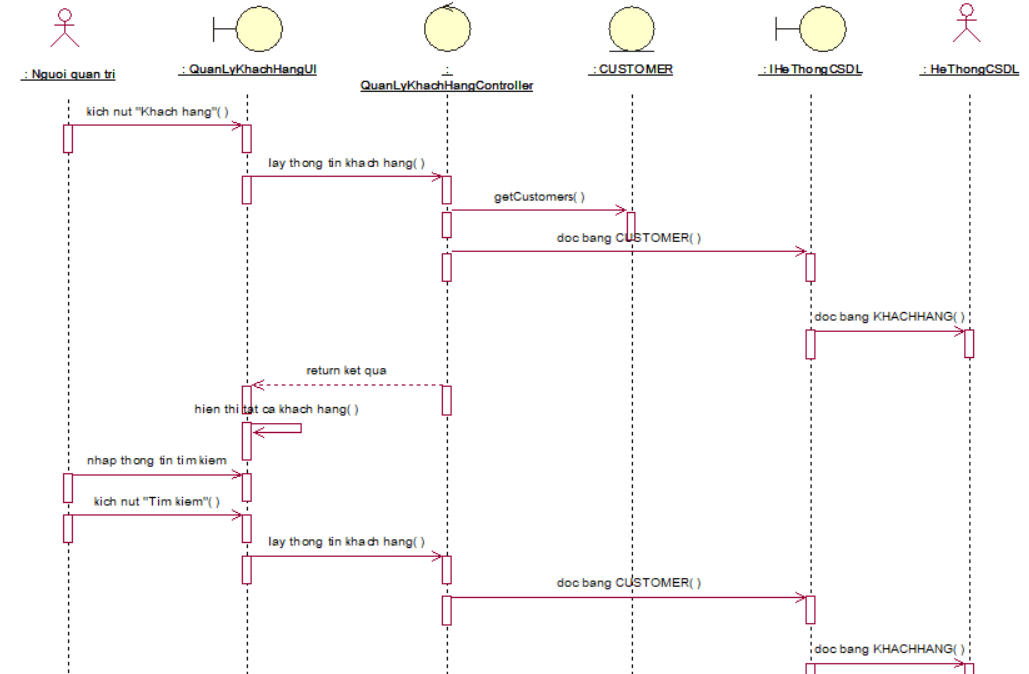 : Nguoi quan tri
: QuanLyKhachHangUI
:
QuanLyKhachHangController
: CUSTOMER
: IHeThongCSDL
: HeThongCSDL
kich nut "Khach hang"( )
lay thong tin khach hang( )
getCustomers( )
doc bang CUSTOMER( )
doc bang KHACHHANG( )
return ket qua
hien thi tat ca khach hang( )
nhap thong tin tim kiem
kich nut "Tim kiem"( )
lay thong tin khach hang( )
doc bang CUSTOMER( )
doc bang KHACHHANG( )